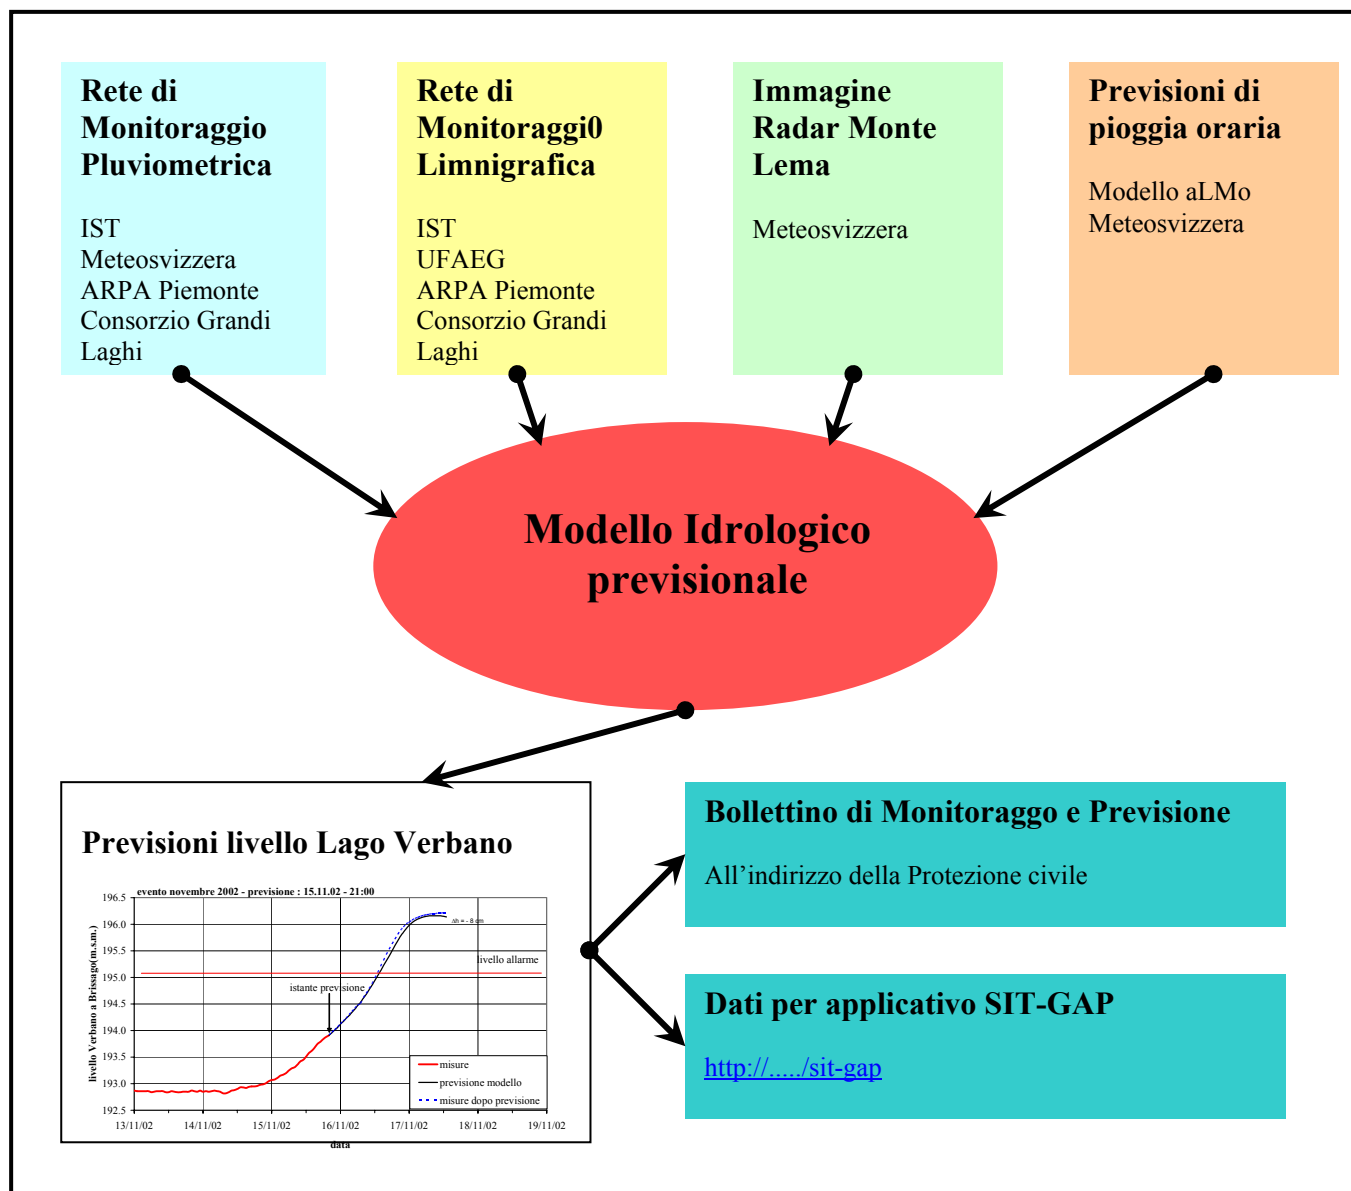 Rete di
Monitoraggio
Pluviometrica
IST
Meteosvizzera
ARPA Piemonte
Consorzio Grandi
Laghi
Rete di
Monitoraggi0
Limnigrafica
IST
UFAEG
ARPA Piemonte
Consorzio Grandi
Laghi
Immagine
Radar Monte
Lema
Meteosvizzera
Previsioni di
pioggia oraria
Modello aLMo
Meteosvizzera
Modello Idrologico
previsionale
Previsioni livello Lago Verbano
evento novembre 2002 - previsione : 15.11.02 - 21:00
livello Verbano a Brissago(m.s.m.)
196.5
196.0
195.5
195.0
194.5
194.0
193.5
193.0
192.5
Δh = - 8 cm
livello allarme
istante previsione
misure
previsione modello
misure dopo previsione
13/11/02 14/11/02 15/11/02 16/11/02 17/11/02 18/11/02 19/11/02
data
Bollettino di Monitoraggo e Previsione
All’indirizzo della Protezione civile
Dati per applicativo SIT-GAP
http://...../sit-gap